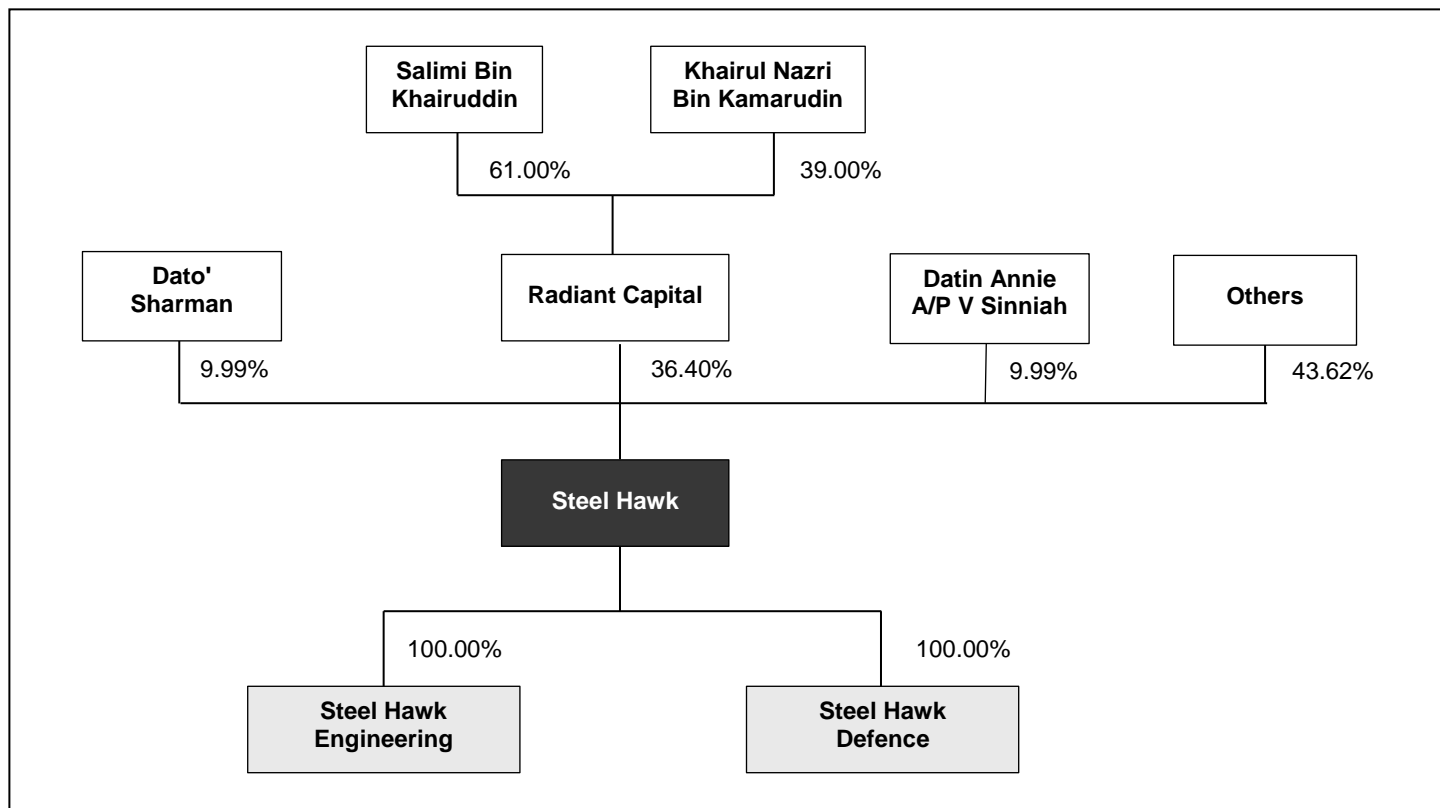 Salimi Bin
Khairuddin
Khairul Nazri
Bin Kamarudin
61.00%
39.00%
Dato'
Sharman
Radiant Capital
Datin Annie
A/P V Sinniah
Others
9.99%
36.40%
9.99%
43.62%
Steel Hawk
100.00%
100.00%
Steel Hawk
Engineering
Steel Hawk
Defence